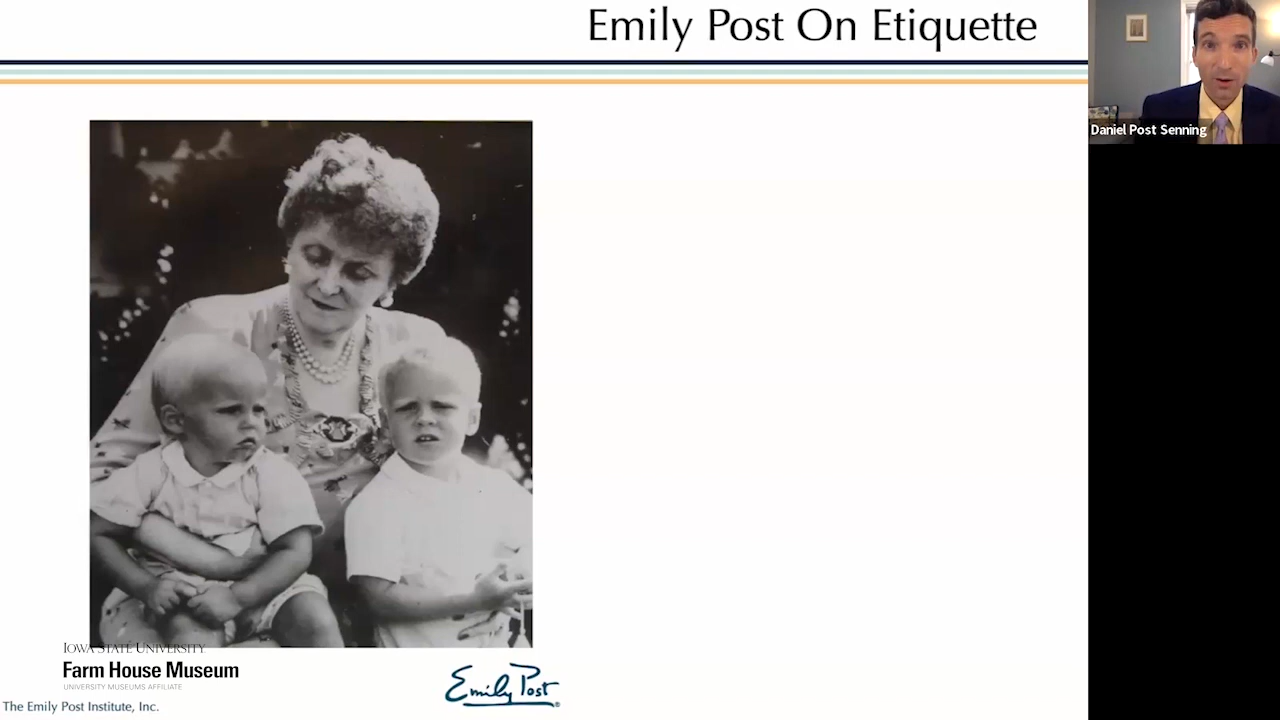 Emily Post On Etiquette
Daniel Post Senning
IOWA STATE UNIVERSITY
Farm House Museum
UNIVERSITY MUSEUMS AFFILIATE
Emily Post®
The Emily Post Institute, Inc.